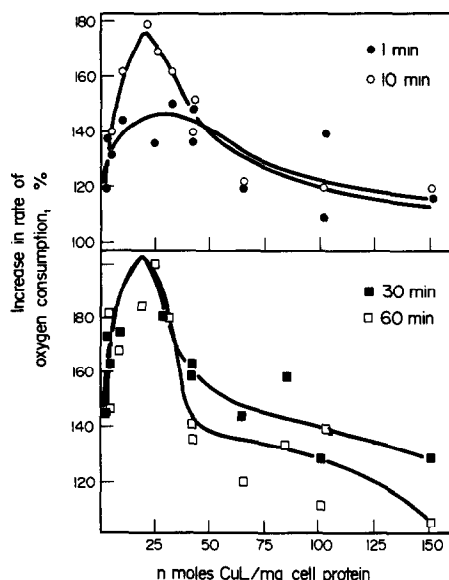 180
160
140
120
100
1 min
10 min
Increase in rate of
oxygen consumption, %
180
160
140
120
30 min
60 min
0 25 50 75 100 125 150
n moles CuL/mg cell protein